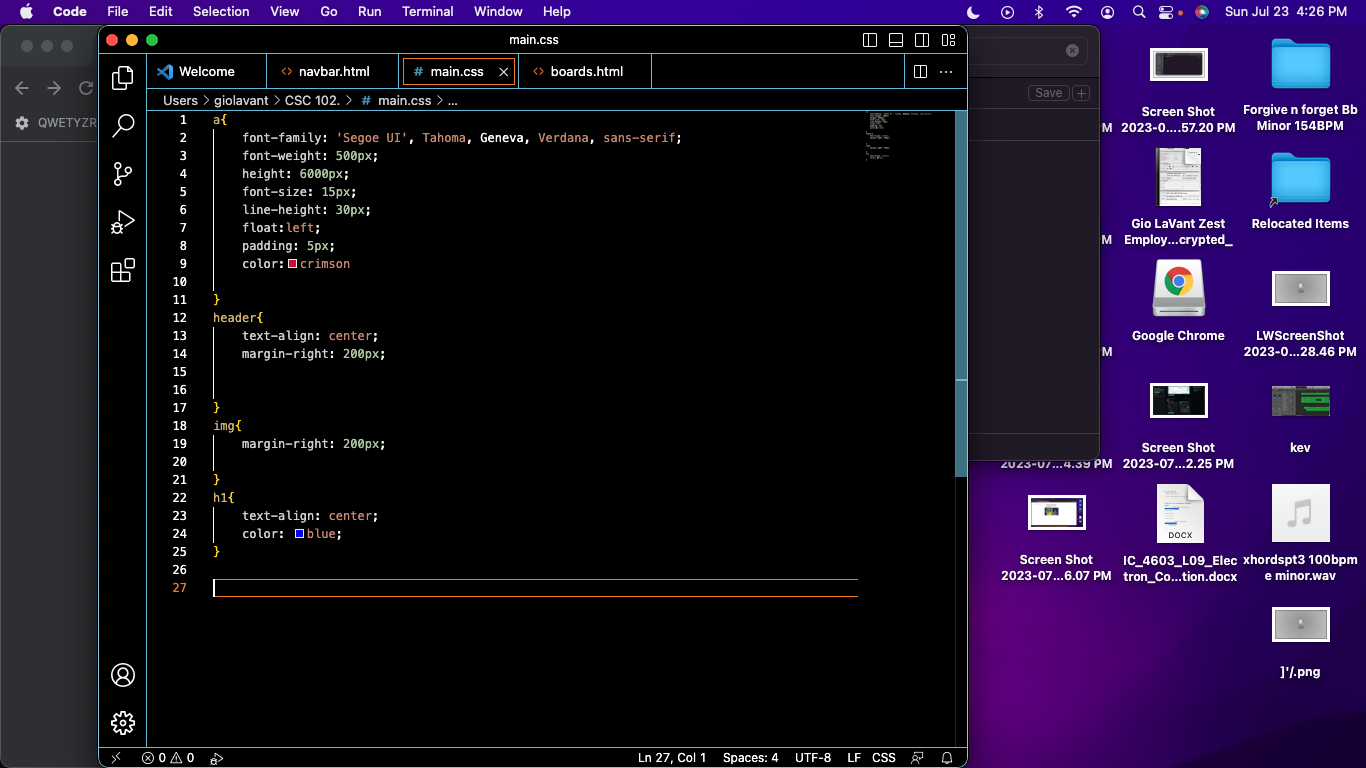 Code File Edit Selection View Go Run Terminal Window Help Sun Jul 23 4:26 PM
main.css
Welcome <> navbar.html # main.css <> boards.html
Users > giolavant > CSC 102. > # main.css > ...
QWETYZR
Save
1 a{
2 font-family: 'Segoe UI', Tahoma, Geneva, Verdana, sans-serif;
3 font-weight: 500px;
4 height: 6000px;
5 font-size: 15px;
6 line-height: 30px;
7 float:left;
8 padding: 5px;
9 color: crimson
10
11 }
12 header{
13 text-align: center;
14 margin-right: 200px;
15
16
17 }
18 img{
19 margin-right: 200px;
20
21 }
22 h1{
23 text-align: center;
24 color: blue;
25 }
26
27
0 0 Ln 27, Col 1 Spaces: 4 UTF-8 LF CSS
Screen Shot
2023-0....57.20 PM
Forgive n forget Bb
Minor 154BPM
M
Gio LaVant Zest
Employ...crypted_
Relocated Items
M
Google Chrome
LWScreenShot
2023-0...28.46 PM
M
Screen Shot
2023-07...2.25 PM
kev
2023-07...4.39 PM
DOCX
Screen Shot
2023-07...6.07 PM
IC_4603_L09_Elec
tron_Co...tion.docx
xhordspt3 100bpm
e minor.wav
]'/.png